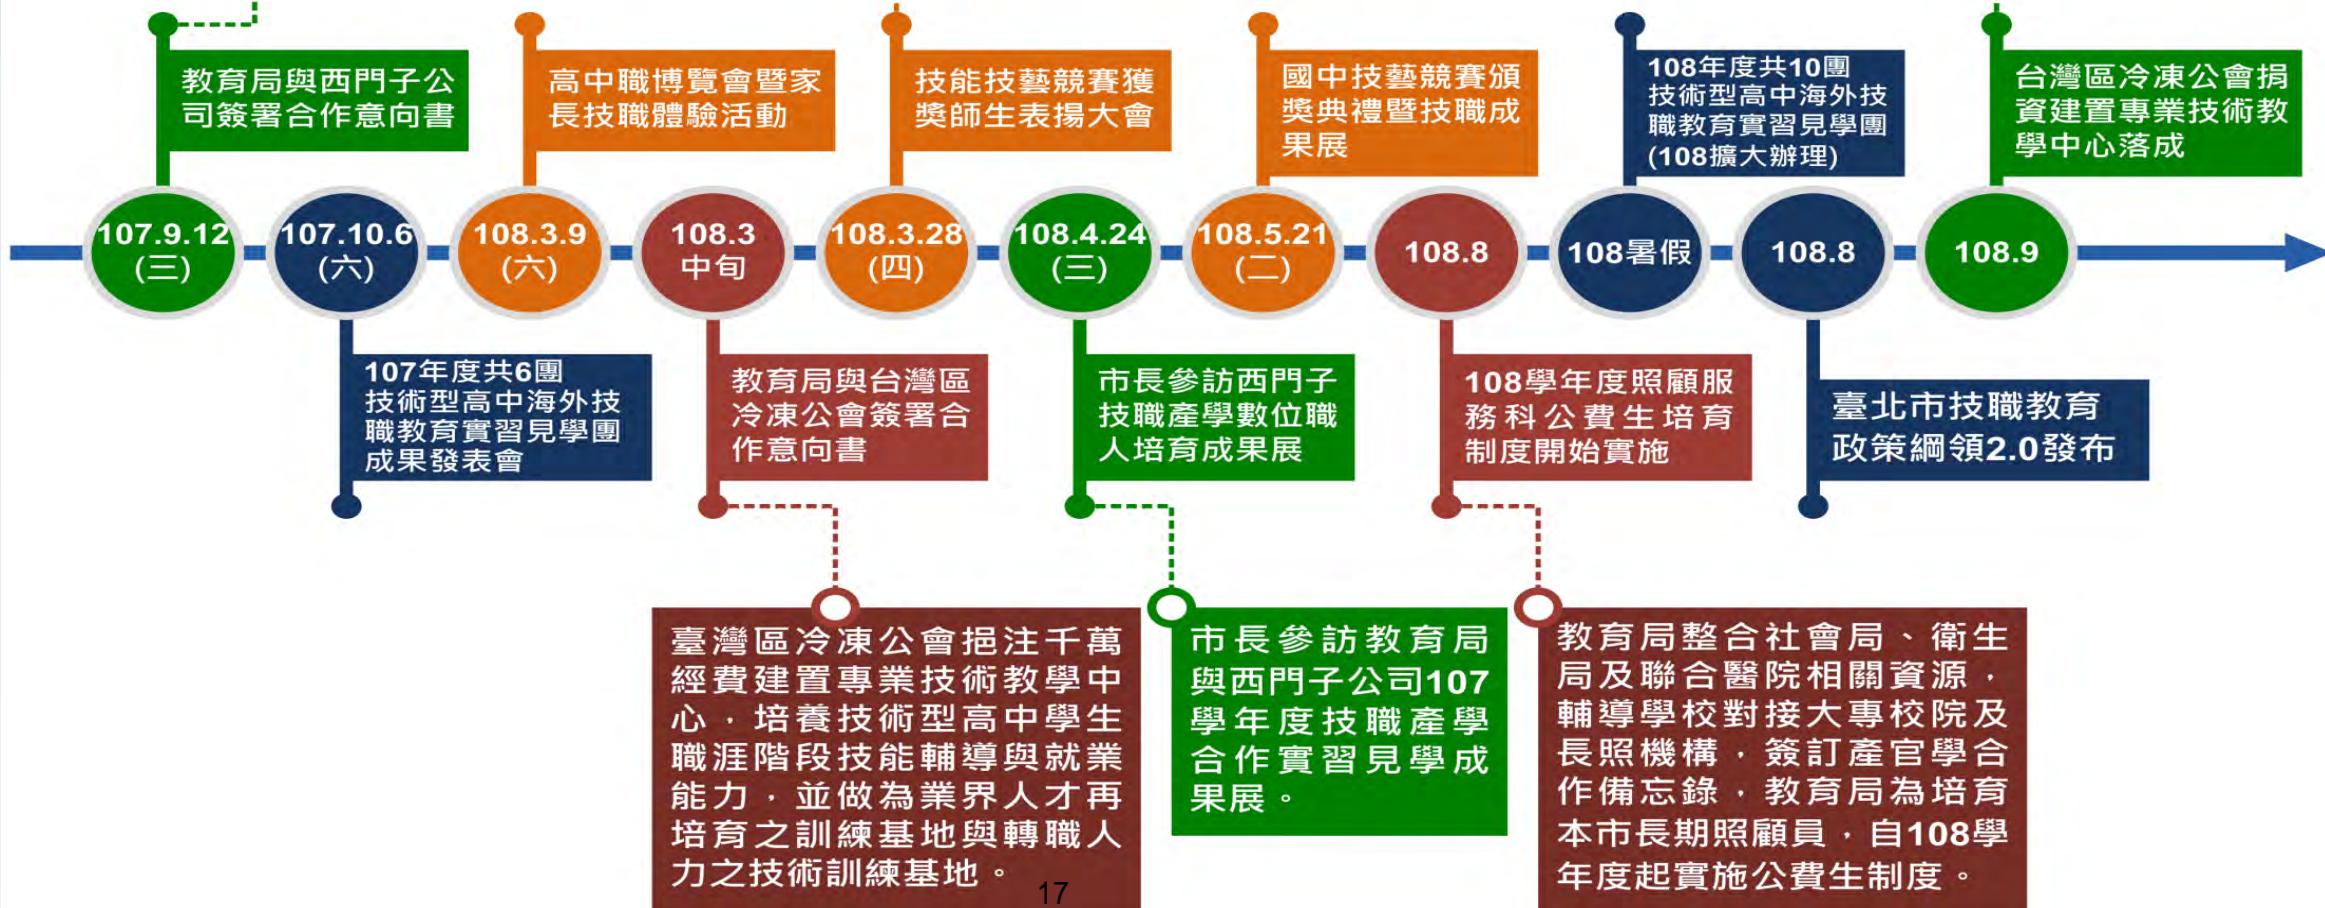 教育局與西門子公
司簽署合作意向書
高中職博覽會暨家
長技職體驗活動
技能技藝競賽獲
獎師生表揚大會
國中技藝競賽頒
獎典禮暨技職成
果展
108年度共10團
技術型高中海外技
職教育實習見學團
(108擴大辦理)
台灣區冷凍公會捐
資建置專業技術教
學中心落成
107.9.12
(三)
107.10.6
(六)
108.3.9
(六)
108.3
中旬
108.3.28
(四)
108.4.24
(三)
108.5.21
(二)
108.8
108暑假
108.8
108.9
107年度共6團
技術型高中海外技
職教育實習見學團
成果發表會
教育局與台灣區
冷凍公會簽署合
作意向書
市長參訪西門子
技職產學數位職
人培育成果展
108學年度照顧服
務科公費生培育
制度開始實施
臺北市技職教育
政策綱領2.0發布
臺灣區冷凍公會挹注千萬
經費建置專業技術教學中
心，培養技術型高中學生
職涯階段技能輔導與就業
能力，並做為業界人才再
培育之訓練基地與轉職人
力之技術訓練基地。
市長參訪教育局
與西門子公司107
學年度技職產學
合作實習見學成
果展。
教育局整合社會局、衛生
局及聯合醫院相關資源，
輔導學校對接大專校院及
長照機構，簽訂產官學合
作備忘錄，教育局為培育
本市長期照顧員，自108學
年度起實施公費生制度。
17